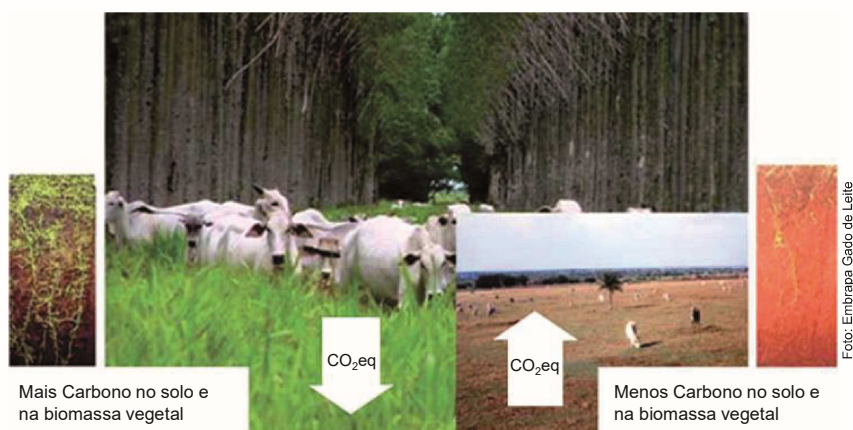 CO₂eq
CO₂eq
Mais Carbono no solo e
na biomassa vegetal
Menos Carbono no solo e
na biomassa vegetal
Foto: Embrapa Gado de Leite